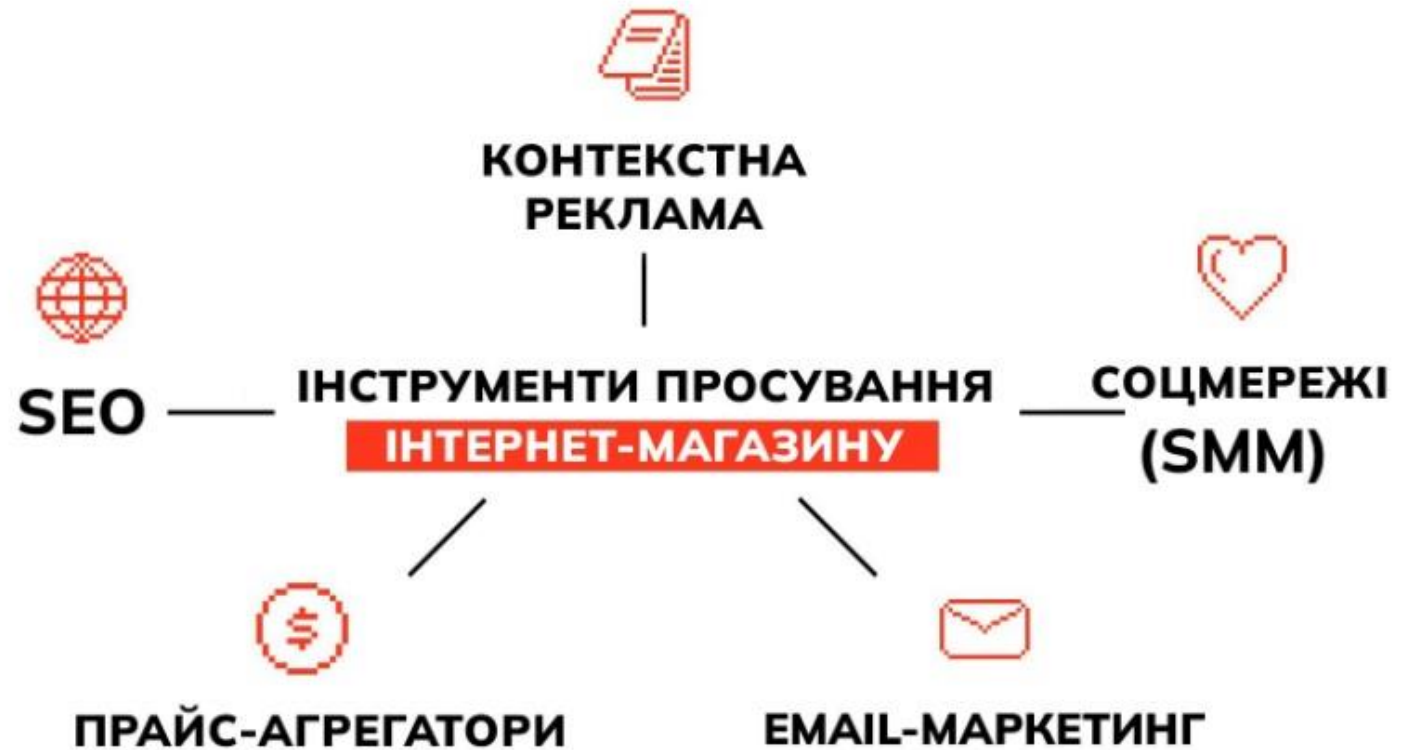 КОНТЕКСТНА
РЕКЛАМА
SEO
ІНСТРУМЕНТИ ПРОСУВАННЯ
ІНТЕРНЕТ-МАГАЗИНУ
СОЦМЕРЕЖІ
(SMM)
ПРАЙС-АГРЕГАТОРИ
EMAIL-МАРКЕТИНГ